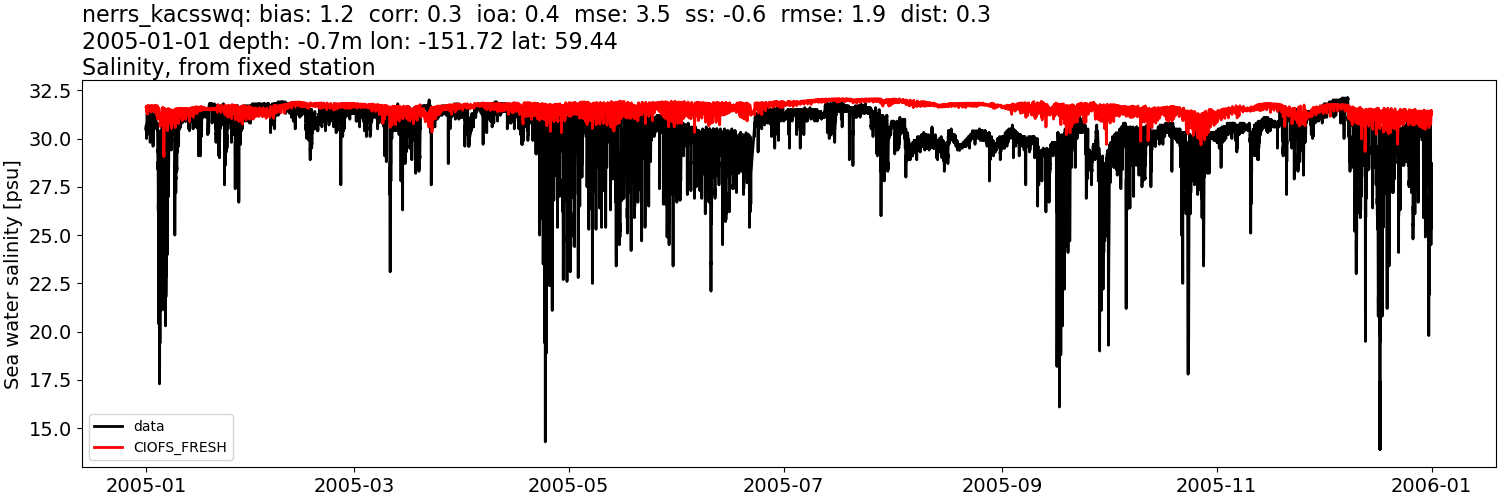 nerrs_kacsswq: bias: 1.2 corr: 0.3 ioa: 0.4 mse: 3.5 ss: -0.6 rmse: 1.9 dist: 0.3
2005-01-01 depth: -0.7m lon: -151.72 lat: 59.44
Salinity, from fixed station
Sea water salinity [psu]
32.5
30.0
27.5
25.0
22.5
20.0
17.5
15.0
data
CIOFS_FRESH
2005-01 2005-03 2005-05 2005-07 2005-09 2005-11 2006-01